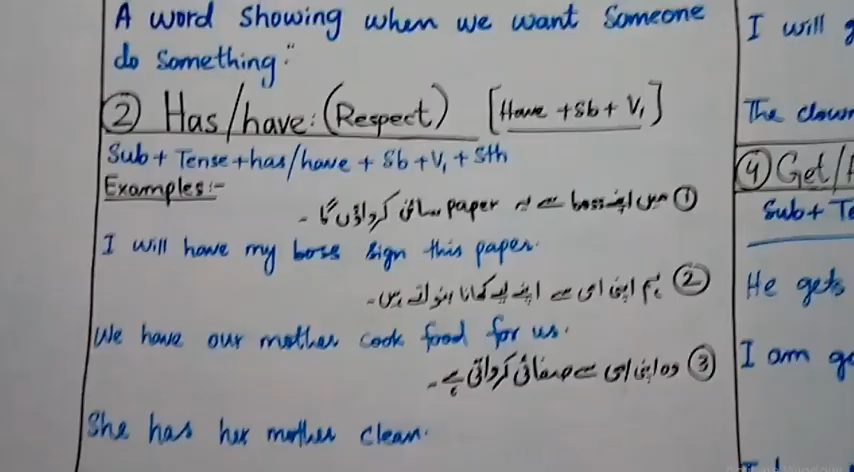 A word showing when we want someone
do something"
② Has/have: (Respect) [Have + Sb + V₁]
Sub + Tense + has/have + Sb + V₁ + Sth
Examples:-
① میں اپنے boss سے یہ paper سائن کرواؤں گا۔
I will have my boss sign this paper.
② ہم اپنی امی سے اپنے لیے کھانا بنواتے ہیں۔
We have our mother cook food for us.
③ وہ اپنی امی سے صفائی کرواتی ہے۔
She has her mother clean.
I will
The clown
④ Get/
Sub + Te
He gets
I am go